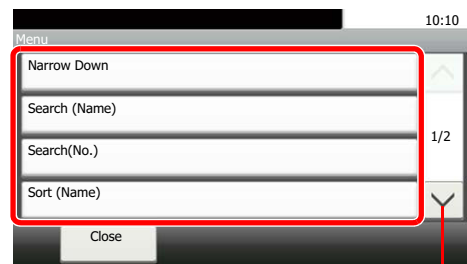 10:10
Menu
Narrow Down
Search (Name)
Search(No.)
1/2
Sort (Name)
Close